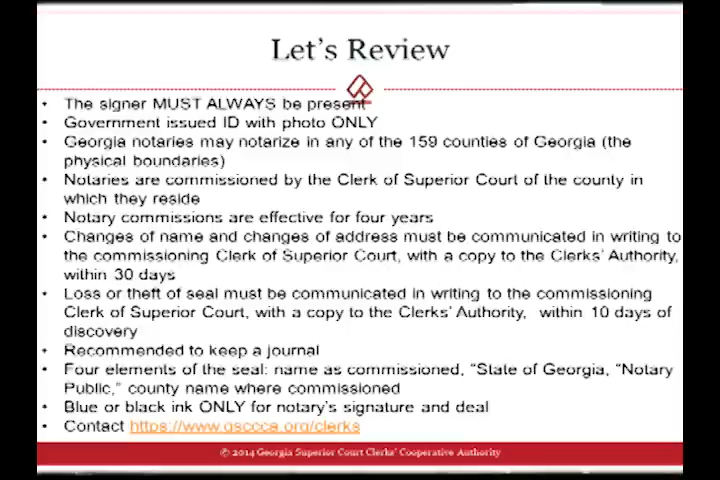 Let's Review
• The signer MUST ALWAYS be present
• Government issued ID with photo ONLY
• Georgia notaries may notarize in any of the 159 counties of Georgia (the
physical boundaries)
• Notaries are commissioned by the Clerk of Superior Court of the county in
which they reside
• Notary commissions are effective for four years
• Changes of name and changes of address must be communicated in writing to
the commissioning Clerk of Superior Court, with a copy to the Clerks' Authority,
within 30 days
• Loss or theft of seal must be communicated in writing to the commissioning
Clerk of Superior Court, with a copy to the Clerks' Authority, within 10 days of
discovery
• Recommended to keep a journal
• Four elements of the seal: name as commissioned, "State of Georgia, "Notary
Public," county name where commissioned
• Blue or black ink ONLY for notary's signature and deal
• Contact https://www.gsccca.org/clerks
© 2014 Georgia Superior Court Clerks' Cooperative Authority